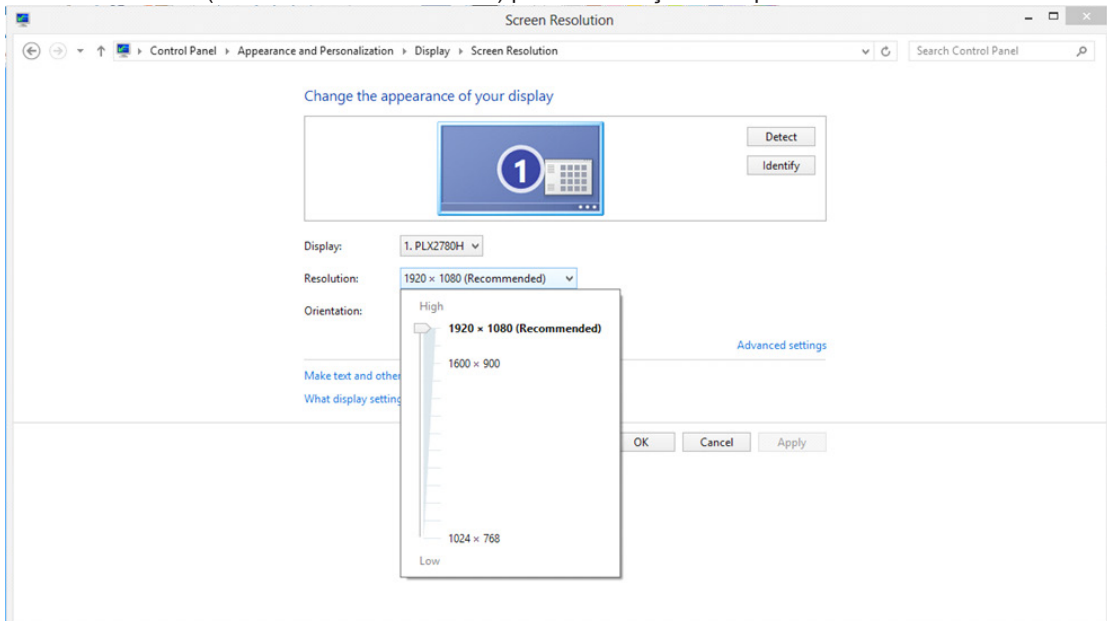 Screen Resolution
Control Panel ▸ Appearance and Personalization ▸ Display ▸ Screen Resolution
Search Control Panel
Change the appearance of your display
1
Detect
Identify
Display: 1. PLX2780H
Resolution: 1920 × 1080 (Recommended)
Orientation:
High
1920 × 1080 (Recommended)
Advanced settings
1600 × 900
Make text and other
What display setting
OK Cancel Apply
1024 × 768
Low